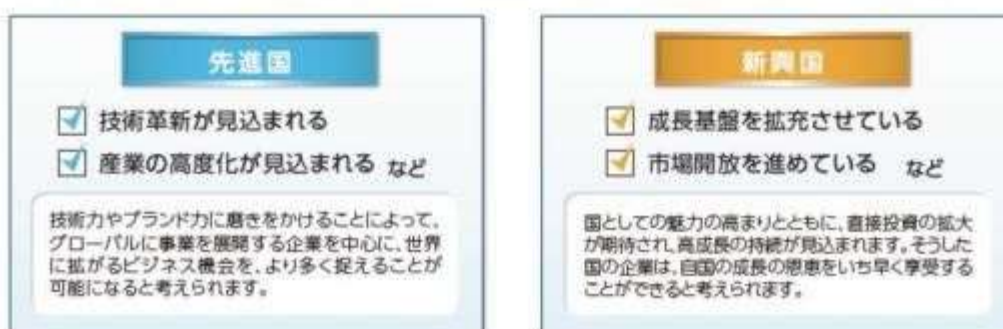 先進国
技術革新が見込まれる
産業の高度化が見込まれる など
技術力やブランド力に磨きをかけることによって、
グローバルに事業を展開する企業を中心に、世界
に拡がるビジネス機会を、より多く捉えることが
可能になると考えられます。
新興国
成長基盤を拡充させている
市場開放を進めている など
国としての魅力の高まりとともに、直接投資の拡大
が期待され、高成長の持続が見込まれます。そうした
国の企業は、自国の成長の恩恵をいち早く享受する
ことができると考えられます。